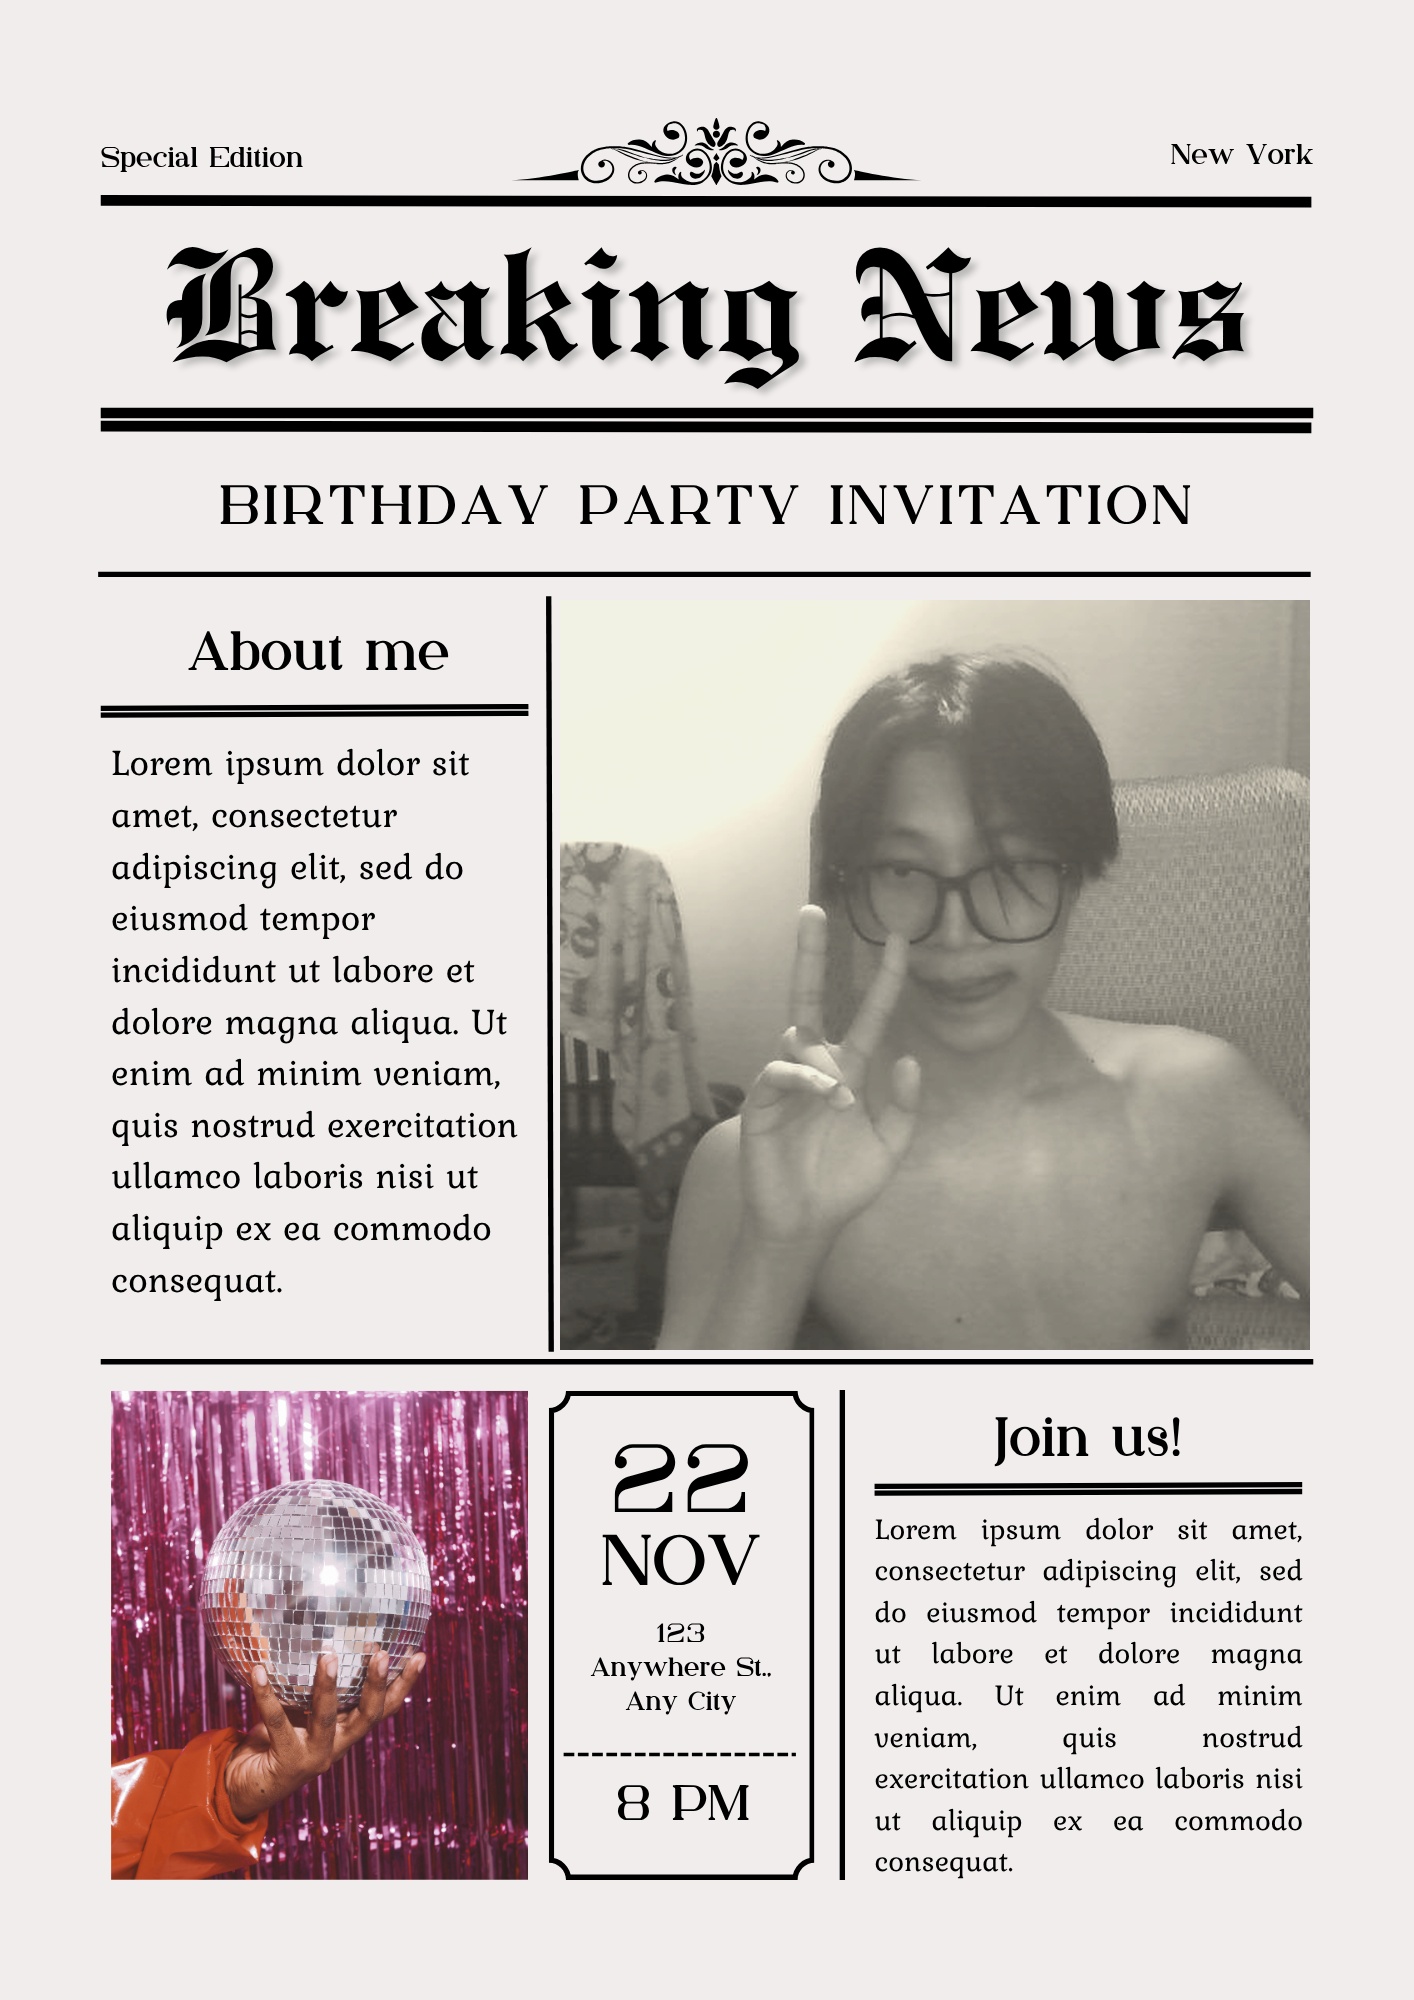 Special Edition
New York
Breaking News
BIRTHDAY PARTY INVITATION
About me
Lorem ipsum dolor sit
amet, consectetur
adipiscing elit, sed do
eiusmod tempor
incididunt ut labore et
dolore magna aliqua. Ut
enim ad minim veniam,
quis nostrud exercitation
ullamco laboris nisi ut
aliquip ex ea commodo
consequat.
22
NOV
123
Anywhere St.,
Any City
8 PM
Join us!
Lorem ipsum dolor sit amet,
consectetur adipiscing elit, sed
do eiusmod tempor incididunt
ut labore et dolore magna
aliqua. Ut enim ad minim
veniam, quis nostrud
exercitation ullamco laboris nisi
ut aliquip ex ea commodo
consequat.